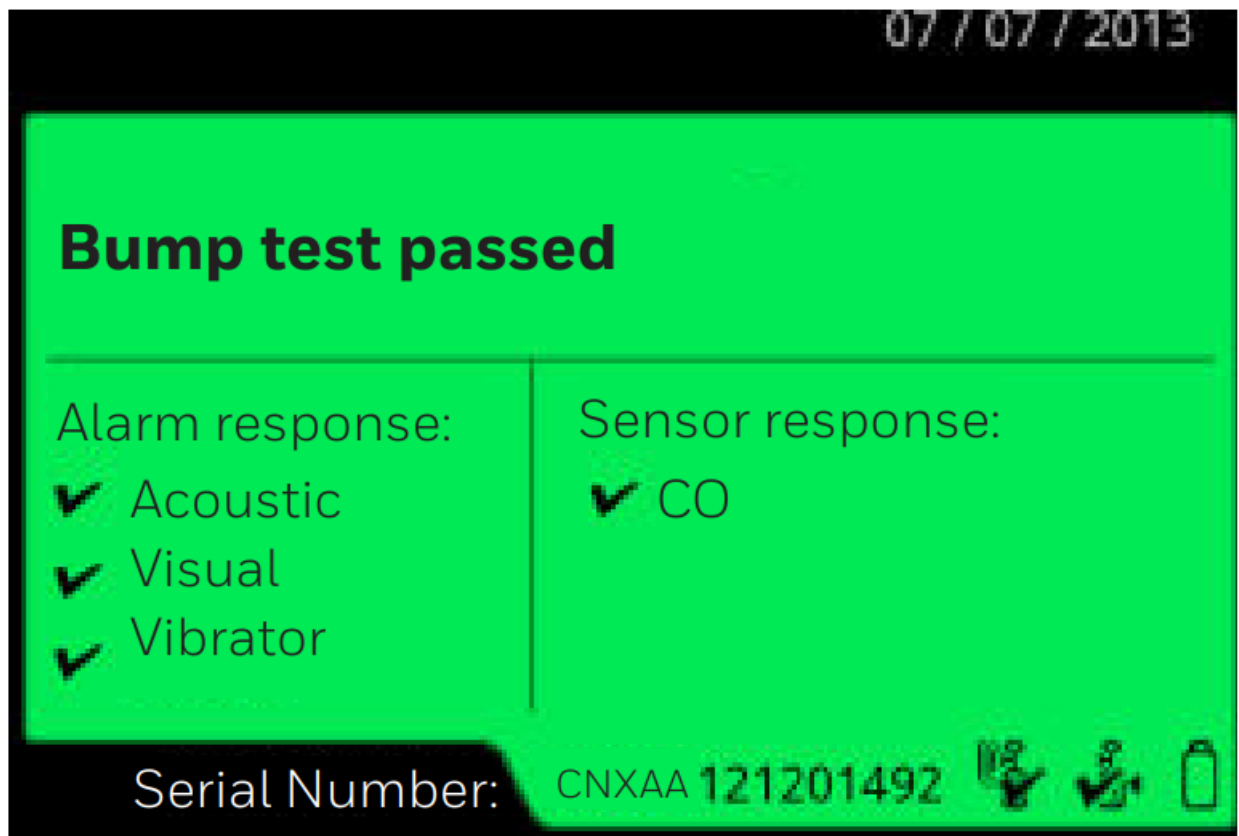 07 / 07 / 2013
Bump test passed
Alarm response:
Acoustic
Visual
Vibrator
Sensor response:
CO
Serial Number: CNXAA 121201492